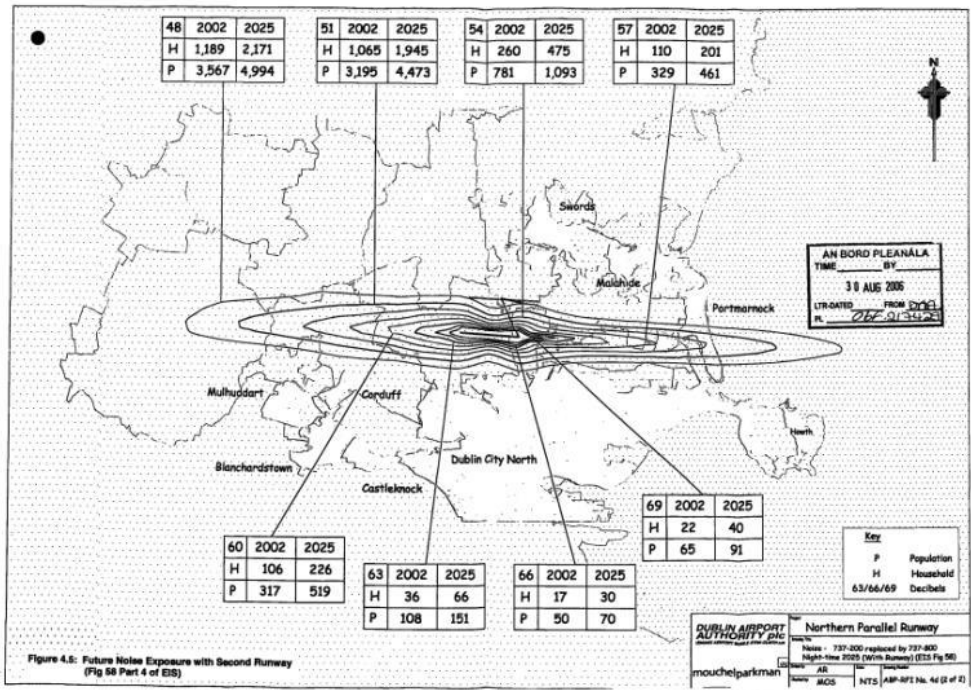 48 2002 2025
H 1,189 2,171
P 3,567 4,994
51 2002 2025
H 1,065 1,945
P 3,195 4,473
54 2002 2025
H 260 475
P 781 1,093
57 2002 2025
H 110 201
P 329 461
N
Swords
Malahide
Portmarnock
AN BORD PLEANÁLA
TIME BY
30 AUG 2006
LTR-DATED FROM
PL
Mulhuddart
Corduff
Howth
Dublin City North
Blanchardstown
Castleknock
69 2002 2025
H 22 40
P 65 91
60 2002 2025
H 106 226
P 317 519
63 2002 2025
H 36 66
P 108 151
66 2002 2025
H 17 30
P 50 70
Key
P Population
H Household
63/66/69 Decibels
DUBLIN AIRPORT
AUTHORITY plc
mouchelparkman
Northern Parallel Runway
Noise - 737-200 replaced by 737-800
Night-time 2025 (With Runway) (EIS Fig 58)
AR
MOS
NTS
ABP-RFI No. 4d (2 of 2)
Figure 4.5: Future Noise Exposure with Second Runway
(Fig 58 Part 4 of EIS)